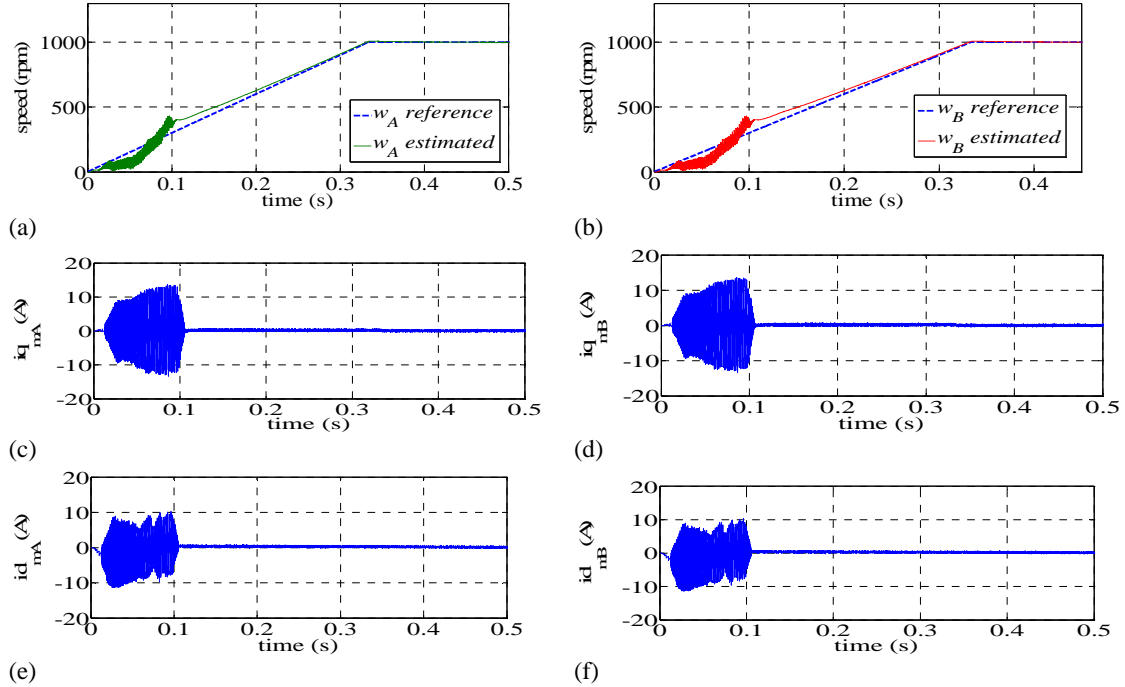 1000
500
0
speed (rpm)
w_A reference
w_A estimated
0 0.1 0.2 0.3 0.4 0.5
time (s)
(a)
1000
500
0
speed (rpm)
w_B reference
w_B estimated
0 0.1 0.2 0.3 0.4
time (s)
(b)
20
10
0
-10
-20
iq_mA (A)
0 0.1 0.2 0.3 0.4 0.5
time (s)
(c)
20
10
0
-10
-20
iq_mB (A)
0 0.1 0.2 0.3 0.4 0.5
time (s)
(d)
20
10
0
-10
-20
id_mA (A)
0 0.1 0.2 0.3 0.4 0.5
time (s)
(e)
20
10
0
-10
-20
id_mB (A)
0 0.1 0.2 0.3 0.4 0.5
time (s)
(f)